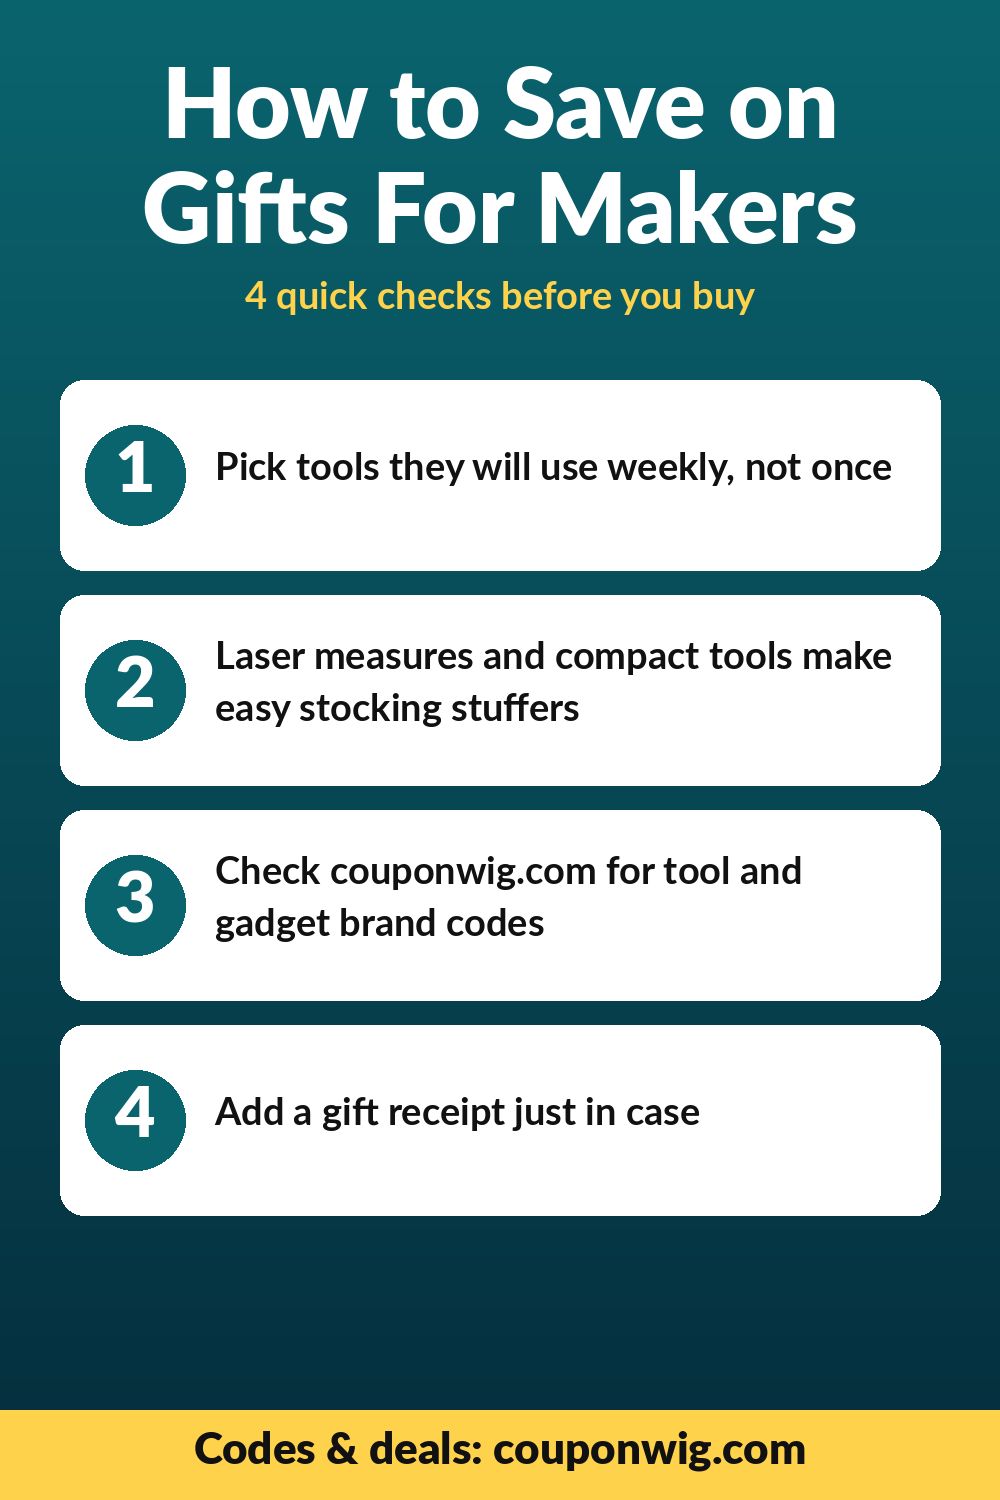 How to Save on
Gifts For Makers
4 quick checks before you buy
1
Pick tools they will use weekly, not once
2
Laser measures and compact tools make
easy stocking stuffers
3
Check couponwig.com for tool and
gadget brand codes
4
Add a gift receipt just in case
Codes & deals: couponwig.com